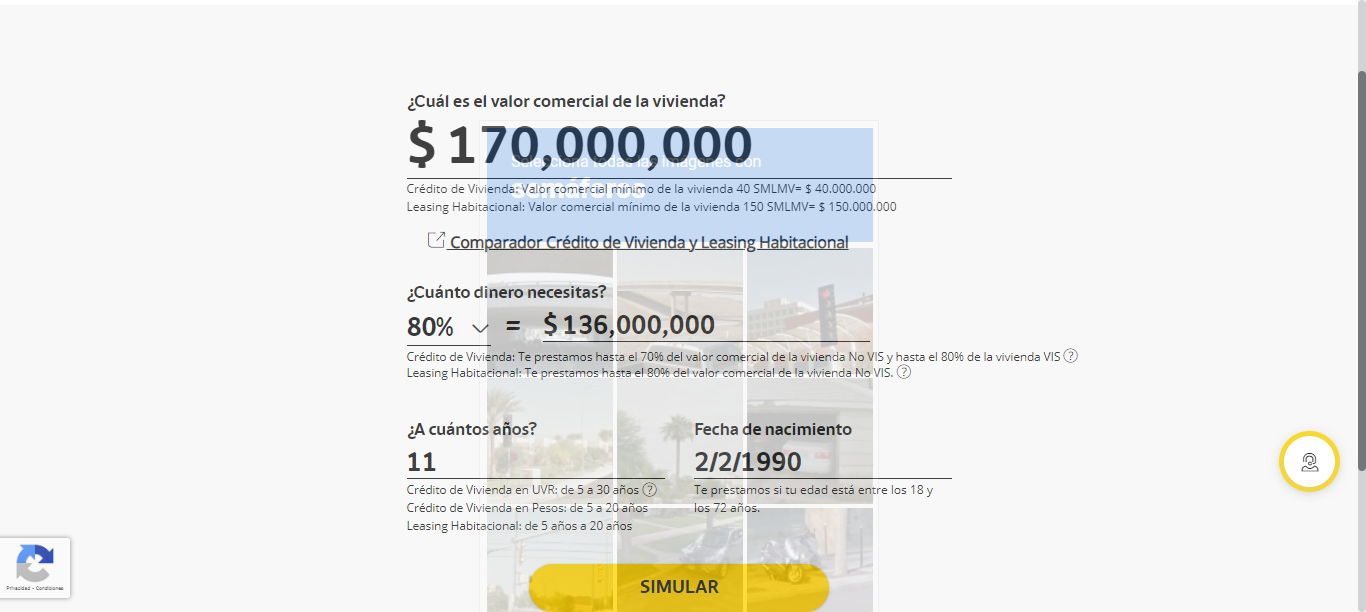 ¿Cuál es el valor comercial de la vivienda?
$ 170,000,000
Selecciona todas las imágenes con
semáforos
Crédito de Vivienda: Valor comercial mínimo de la vivienda 40 SMLMV= $ 40.000.000
Leasing Habitacional: Valor comercial mínimo de la vivienda 150 SMLMV= $ 150.000.000
Comparador Crédito de Vivienda y Leasing Habitacional
¿Cuánto dinero necesitas?
80% = $ 136,000,000
Crédito de Vivienda: Te prestamos hasta el 70% del valor comercial de la vivienda No VIS y hasta el 80% de la vivienda VIS ?
Leasing Habitacional: Te prestamos hasta el 80% del valor comercial de la vivienda No VIS. ?
¿A cuántos años?
11
Crédito de Vivienda en UVR: de 5 a 30 años ?
Crédito de Vivienda en Pesos: de 5 a 20 años
Leasing Habitacional: de 5 años a 20 años
Fecha de nacimiento
2/2/1990
Te prestamos si tu edad está entre los 18 y
los 72 años.
SIMULAR
Privacidad - Condiciones